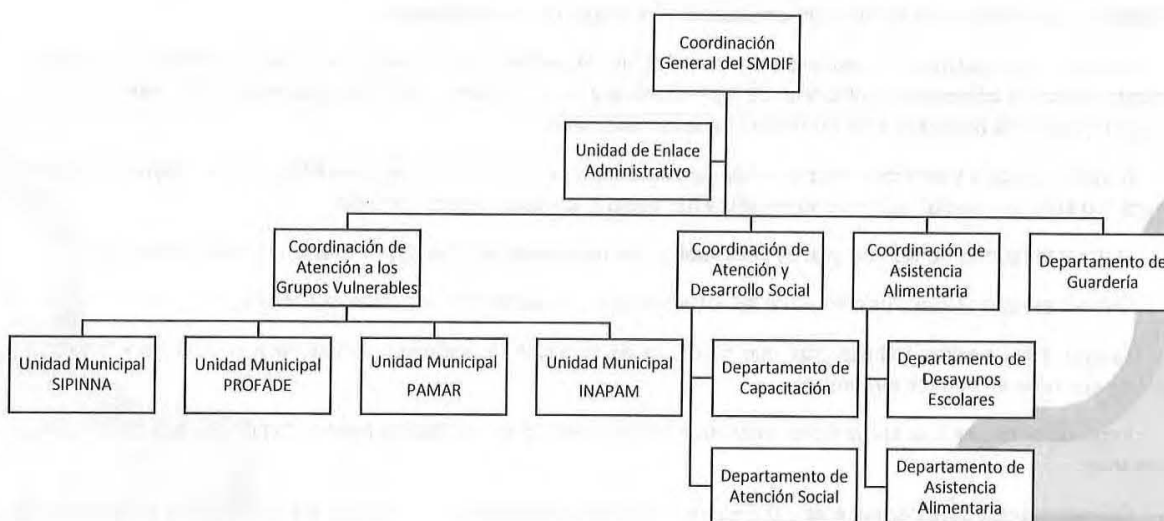 Coordinación
General del SMDIF
Unidad de Enlace
Administrativo
Coordinación de
Atención a los
Grupos Vulnerables
Coordinación de
Atención y
Desarrollo Social
Coordinación de
Asistencia
Alimentaria
Departamento de
Guardería
Unidad Municipal
SIPINNA
Unidad Municipal
PROFADE
Unidad Municipal
PAMAR
Unidad Municipal
INAPAM
Departamento de
Capacitación
Departamento de
Atención Social
Departamento de
Desayunos
Escolares
Departamento de
Asistencia
Alimentaria